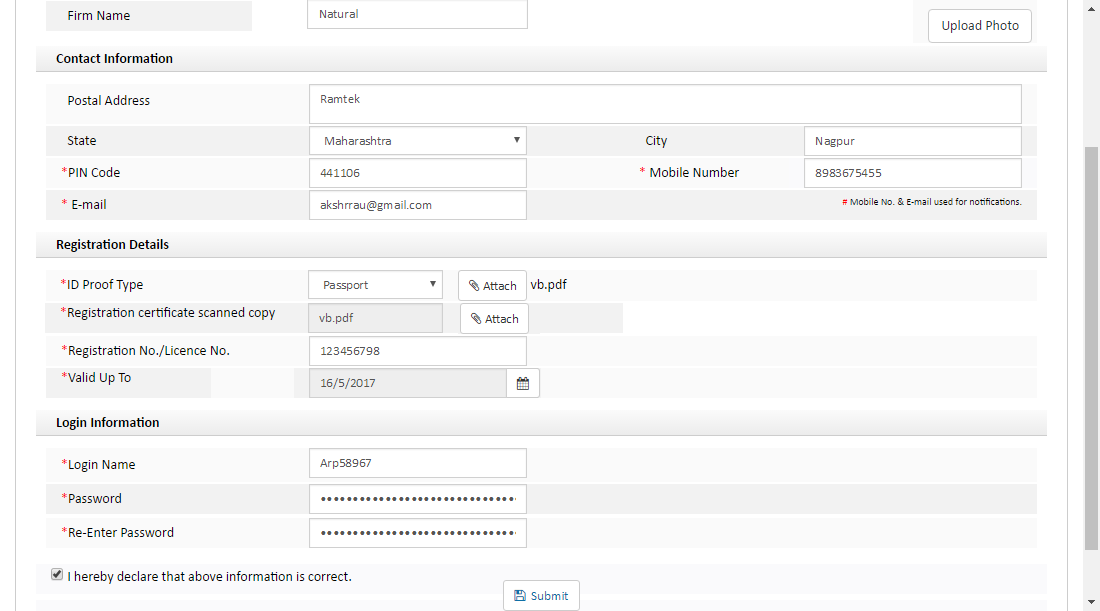 Firm Name Natural
Upload Photo
Contact Information
Postal Address Ramtek
State Maharashtra City Nagpur
*PIN Code 441106 * Mobile Number 8983675455
* E-mail akshrrau@gmail.com # Mobile No. & E-mail used for notifications.
Registration Details
*ID Proof Type Passport Attach vb.pdf
*Registration certificate scanned copy vb.pdf Attach
*Registration No./Licence No. 123456798
*Valid Up To 16/5/2017
Login Information
*Login Name Arp58967
*Password
*Re-Enter Password
I hereby declare that above information is correct.
Submit